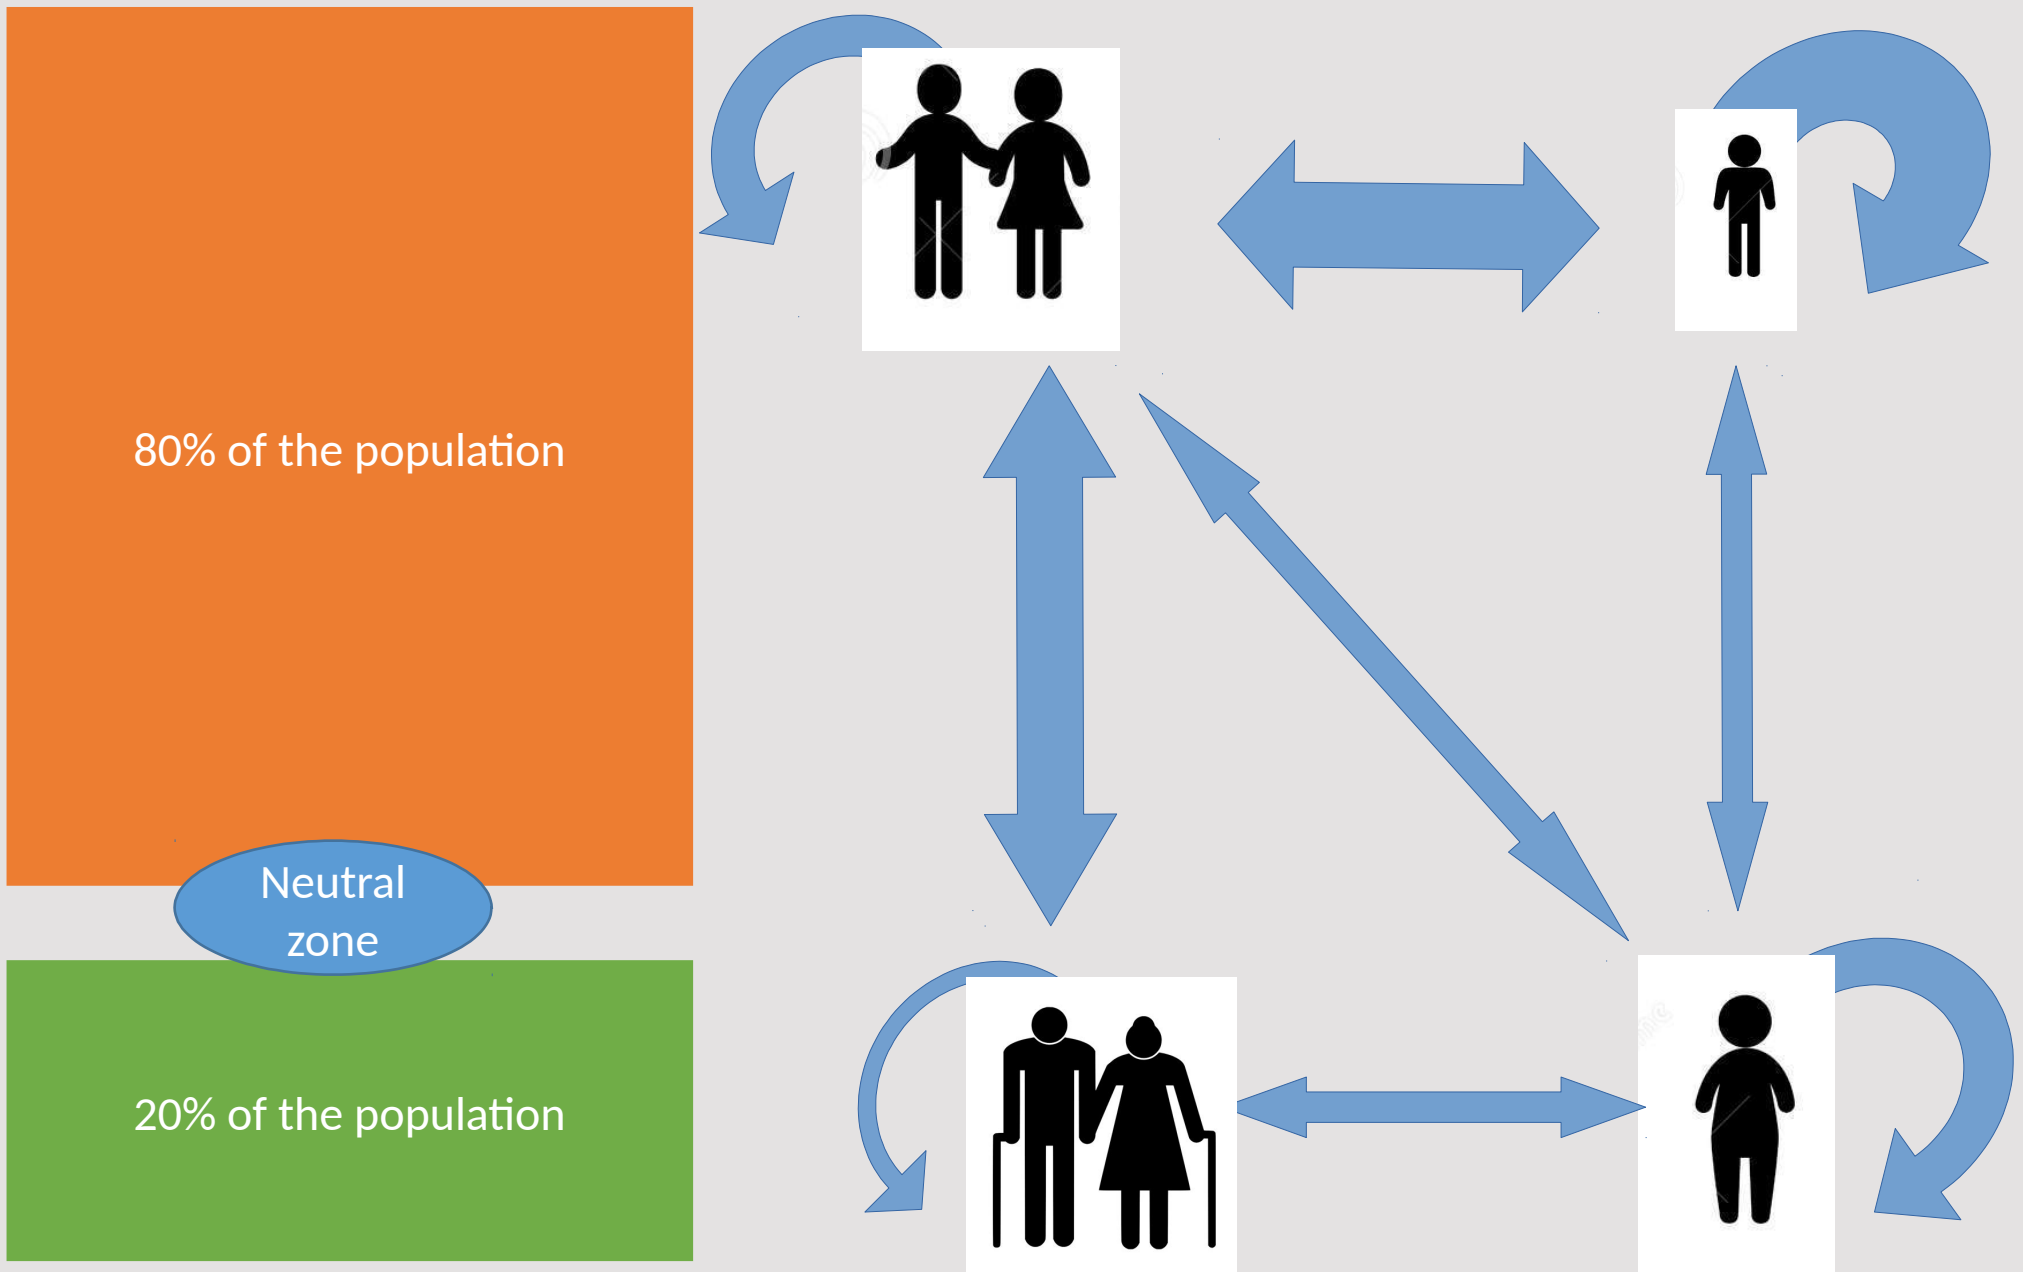 80% of the population
Neutral
zone
20% of the population